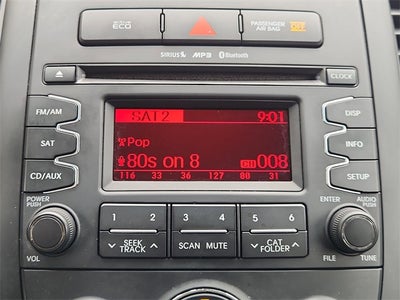 ECO
PASSENGER AIR BAG OFF
SIRIUS MP3 Bluetooth
CLOCK
FM/AM
SAT2 9:01
DISP
Pop
SAT
INFO
80s on 8 CH 008
CD/AUX
116 33 36 127 80 31
SETUP
POWER PUSH
1 2 3 4 5 6
ENTER
AUDIO PUSH
SEEK TRACK
SCAN MUTE
CAT FOLDER
VOL
FILE TUNE